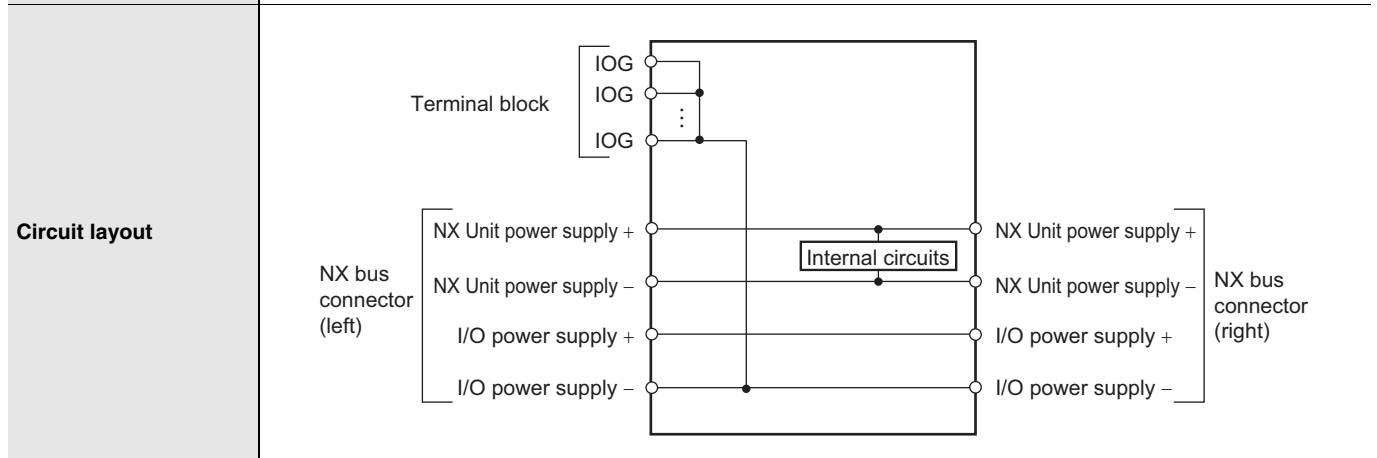 Circuit layout
Terminal block
IOG
IOG
⋮
IOG
NX bus
connector
(left)
NX Unit power supply +
NX Unit power supply −
I/O power supply +
I/O power supply −
Internal circuits
NX Unit power supply +
NX Unit power supply −
I/O power supply +
I/O power supply −
NX bus
connector
(right)